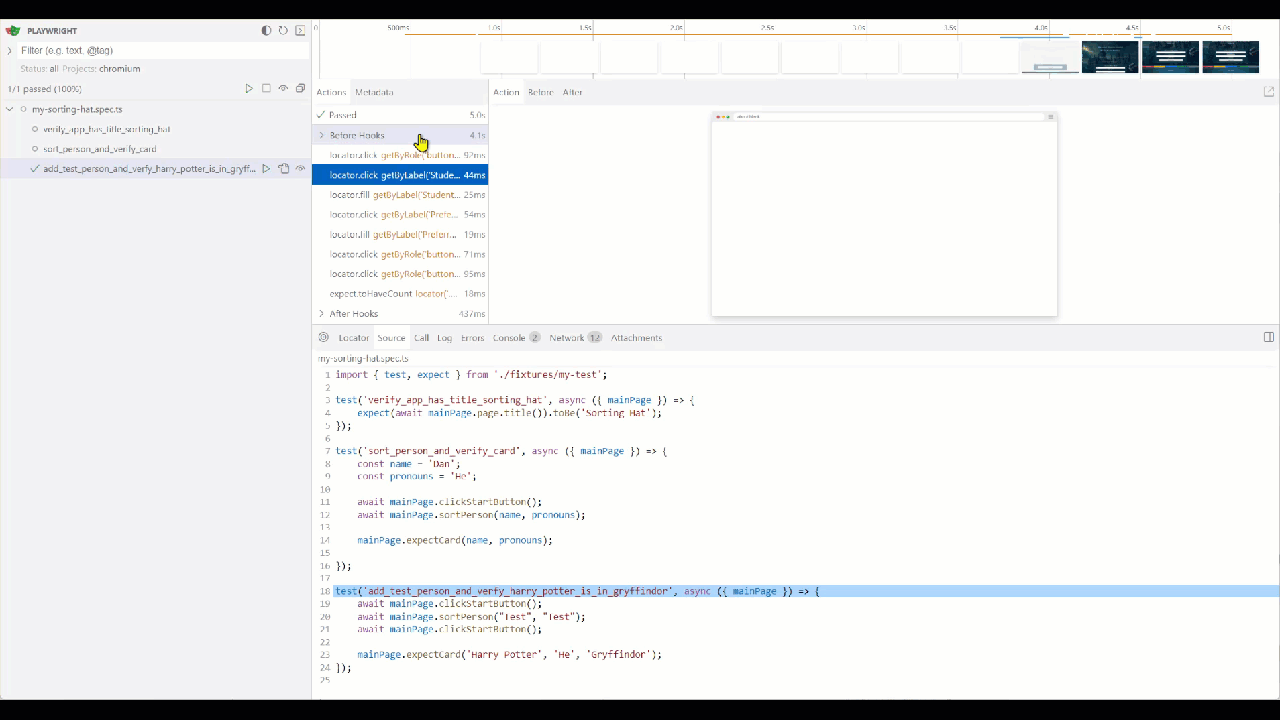 PLAYWRIGHT
Filter (e.g. text, @tag)
Status: all Projects: chromium
1/1 passed (100%)
my-sorting-hat.spec.ts
verify_app_has_title_sorting_hat
sort_person_and_verify_card
add_test_person_and_verfy_harry_potter_is_in_gryff...
0 500ms 1.0s 1.5s 2.0s 2.5s 3.0s 3.5s 4.0s 4.5s 5.0s
Actions Metadata
Passed 5.0s
Before Hooks 4.1s
locator.click getByRole('button... 92ms
locator.click getByLabel('Stude... 44ms
locator.fill getByLabel('Student... 25ms
locator.click getByLabel('Prefe... 54ms
locator.fill getByLabel('Preferr... 19ms
locator.click getByRole('button... 71ms
locator.click getByRole('button... 95ms
expect.toHaveCount locator('.... 18ms
After Hooks 437ms
Action Before After
Locator Source Call Log Errors Console 2 Network 12 Attachments
my-sorting-hat.spec.ts
1 import { test, expect } from './fixtures/my-test';
2
3 test('verify_app_has_title_sorting_hat', async ({ mainPage }) => {
4 expect(await mainPage.page.title()).toBe('Sorting Hat');
5 });
6
7 test('sort_person_and_verify_card', async ({ mainPage }) => {
8 const name = 'Dan';
9 const pronouns = 'He';
10
11 await mainPage.clickStartButton();
12 await mainPage.sortPerson(name, pronouns);
13
14 mainPage.expectCard(name, pronouns);
15
16 });
17
18 test('add_test_person_and_verfy_harry_potter_is_in_gryffindor', async ({ mainPage }) => {
19 await mainPage.clickStartButton();
20 await mainPage.sortPerson("Test", "Test");
21 await mainPage.clickStartButton();
22
23 mainPage.expectCard('Harry Potter', 'He', 'Gryffindor');
24 });
25